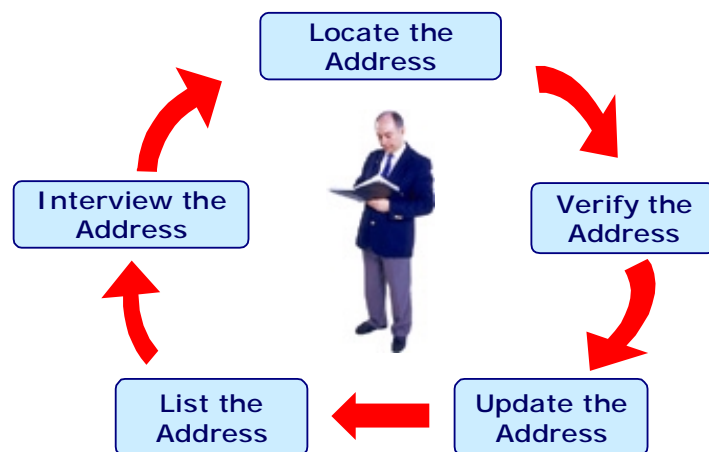 Locate the
Address
Verify the
Address
Update the
Address
List the
Address
Interview the
Address